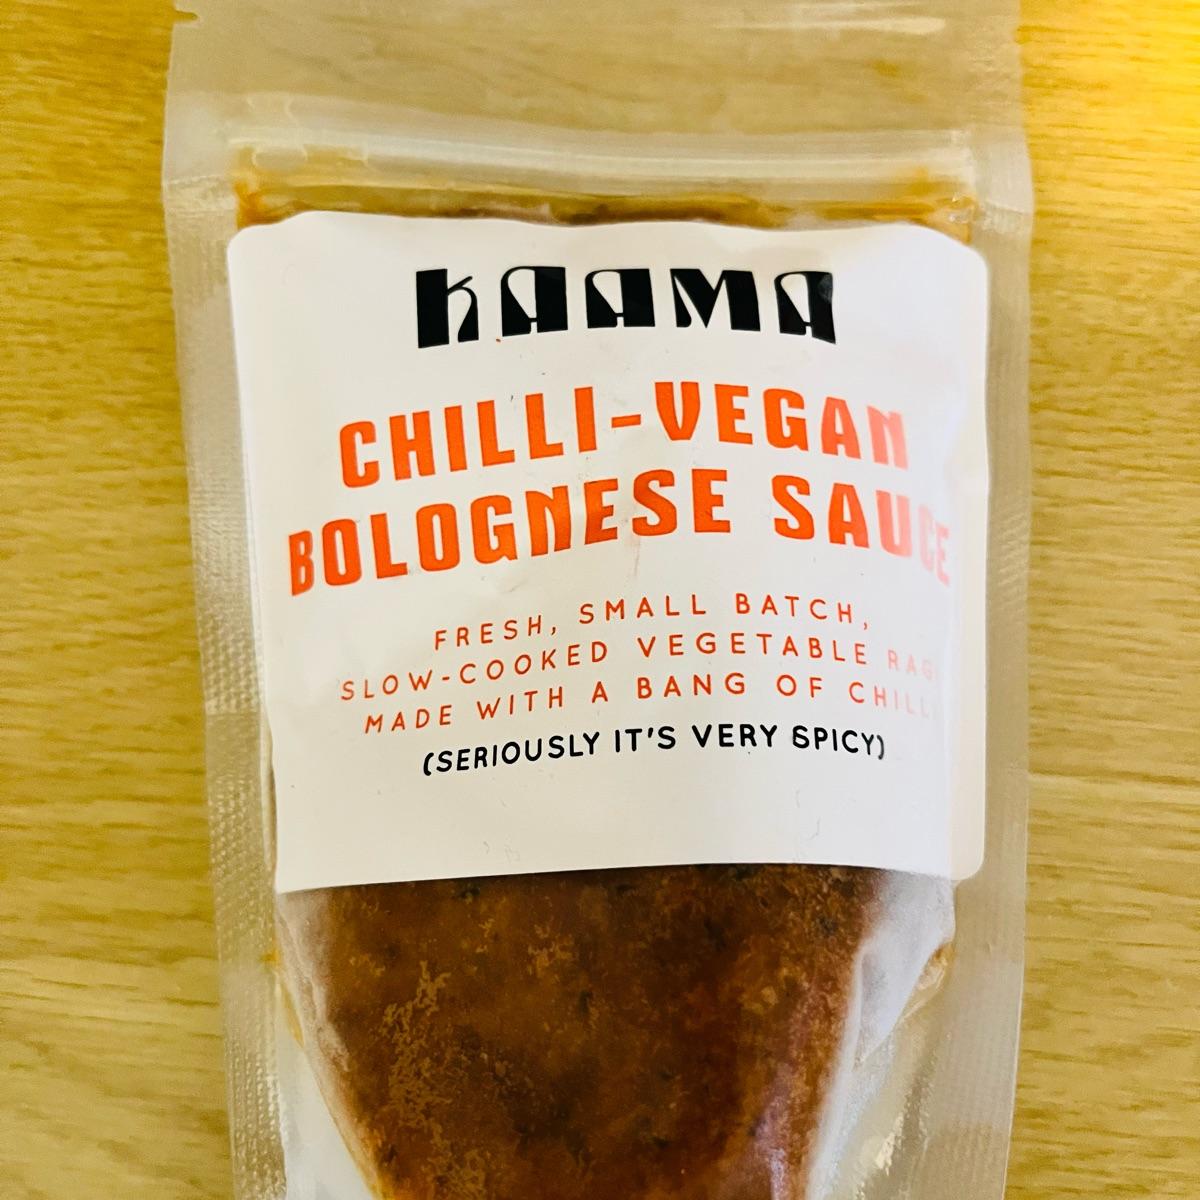 KAAMA
CHILLI-VEGAN
BOLOGNESE SAUCE
FRESH, SMALL BATCH,
SLOW-COOKED VEGETABLE
MADE WITH A BANG OF
(SERIOUSLY IT'S VERY SPICY)